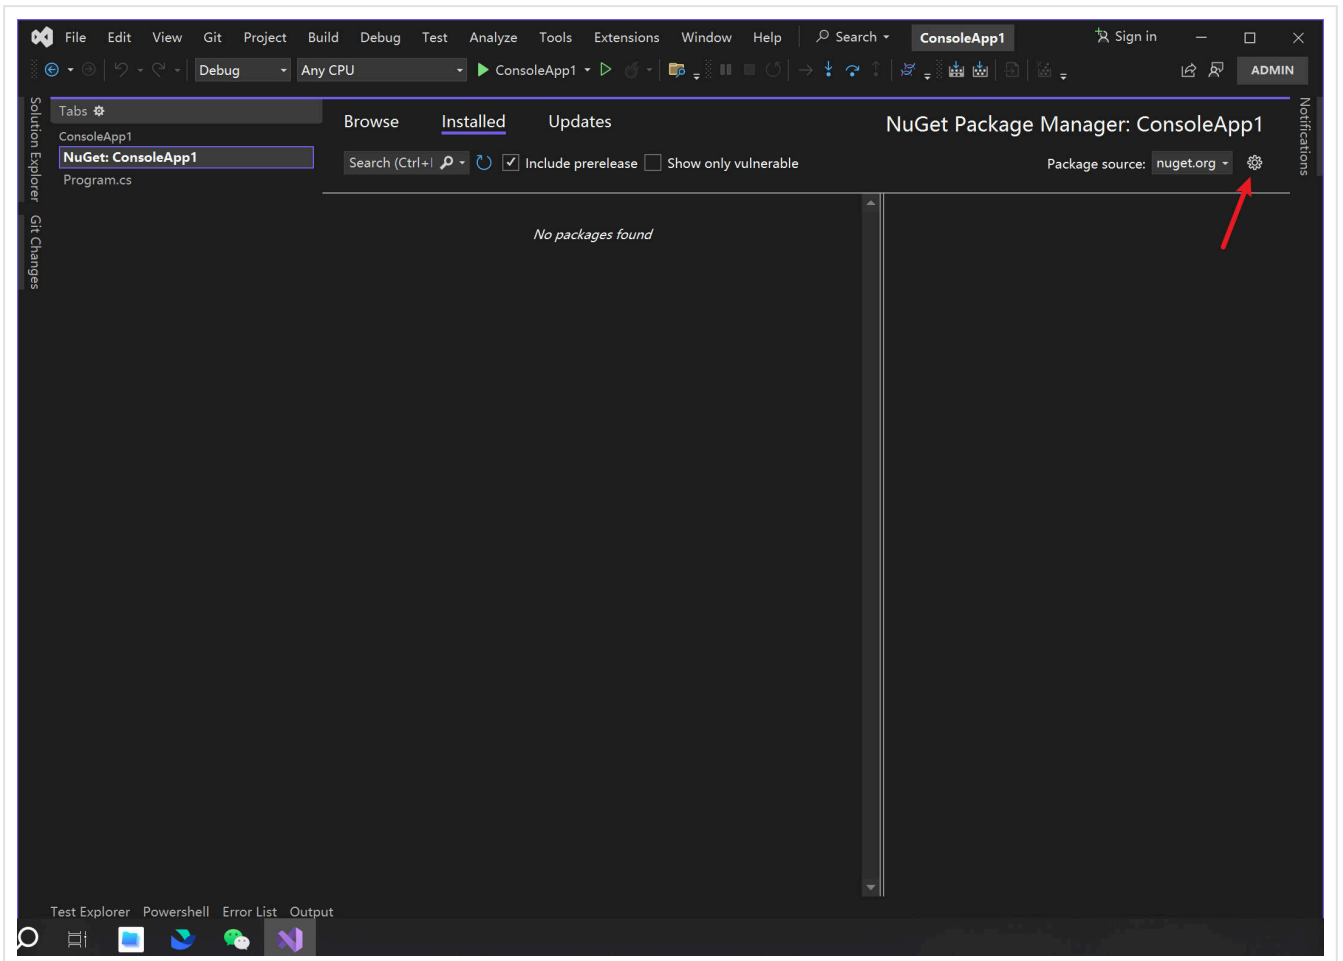 File Edit View Git Project Build Debug Test Analyze Tools Extensions Window Help Search ConsoleApp1 Sign in
Debug Any CPU ConsoleApp1 ADMIN
Solution Explorer
Git Changes
Tabs
ConsoleApp1
NuGet: ConsoleApp1
Program.cs
Browse Installed Updates
NuGet Package Manager: ConsoleApp1
Search (Ctrl+ Include prerelease Show only vulnerable
Package source: nuget.org
No packages found
Notifications
Test Explorer Powershell Error List Output